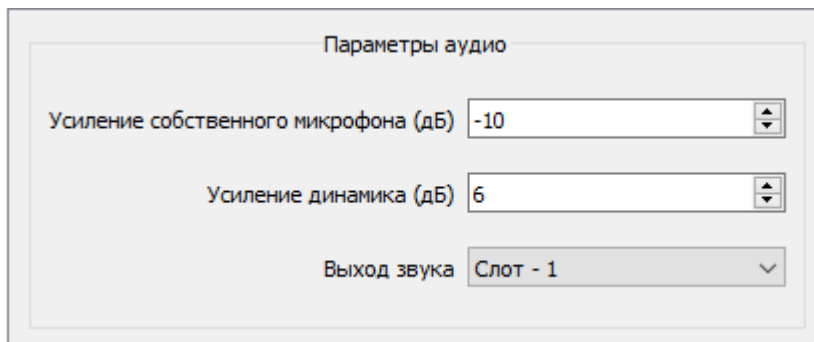 Параметры аудио
Усиление собственного микрофона (дБ) -10
Усиление динамика (дБ) 6
Выход звука Слот - 1